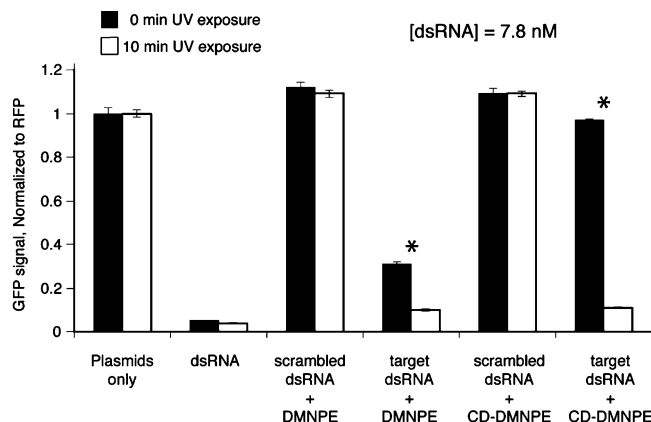 0 min UV exposure
10 min UV exposure
[dsRNA] = 7.8 nM
GFP signal, Normalized to RFP
1.2
1
0.8
0.6
0.4
0.2
0
*
*
Plasmids only
dsRNA
scrambled dsRNA + DMNPE
target dsRNA + DMNPE
scrambled dsRNA + CD-DMNPE
target dsRNA + CD-DMNPE